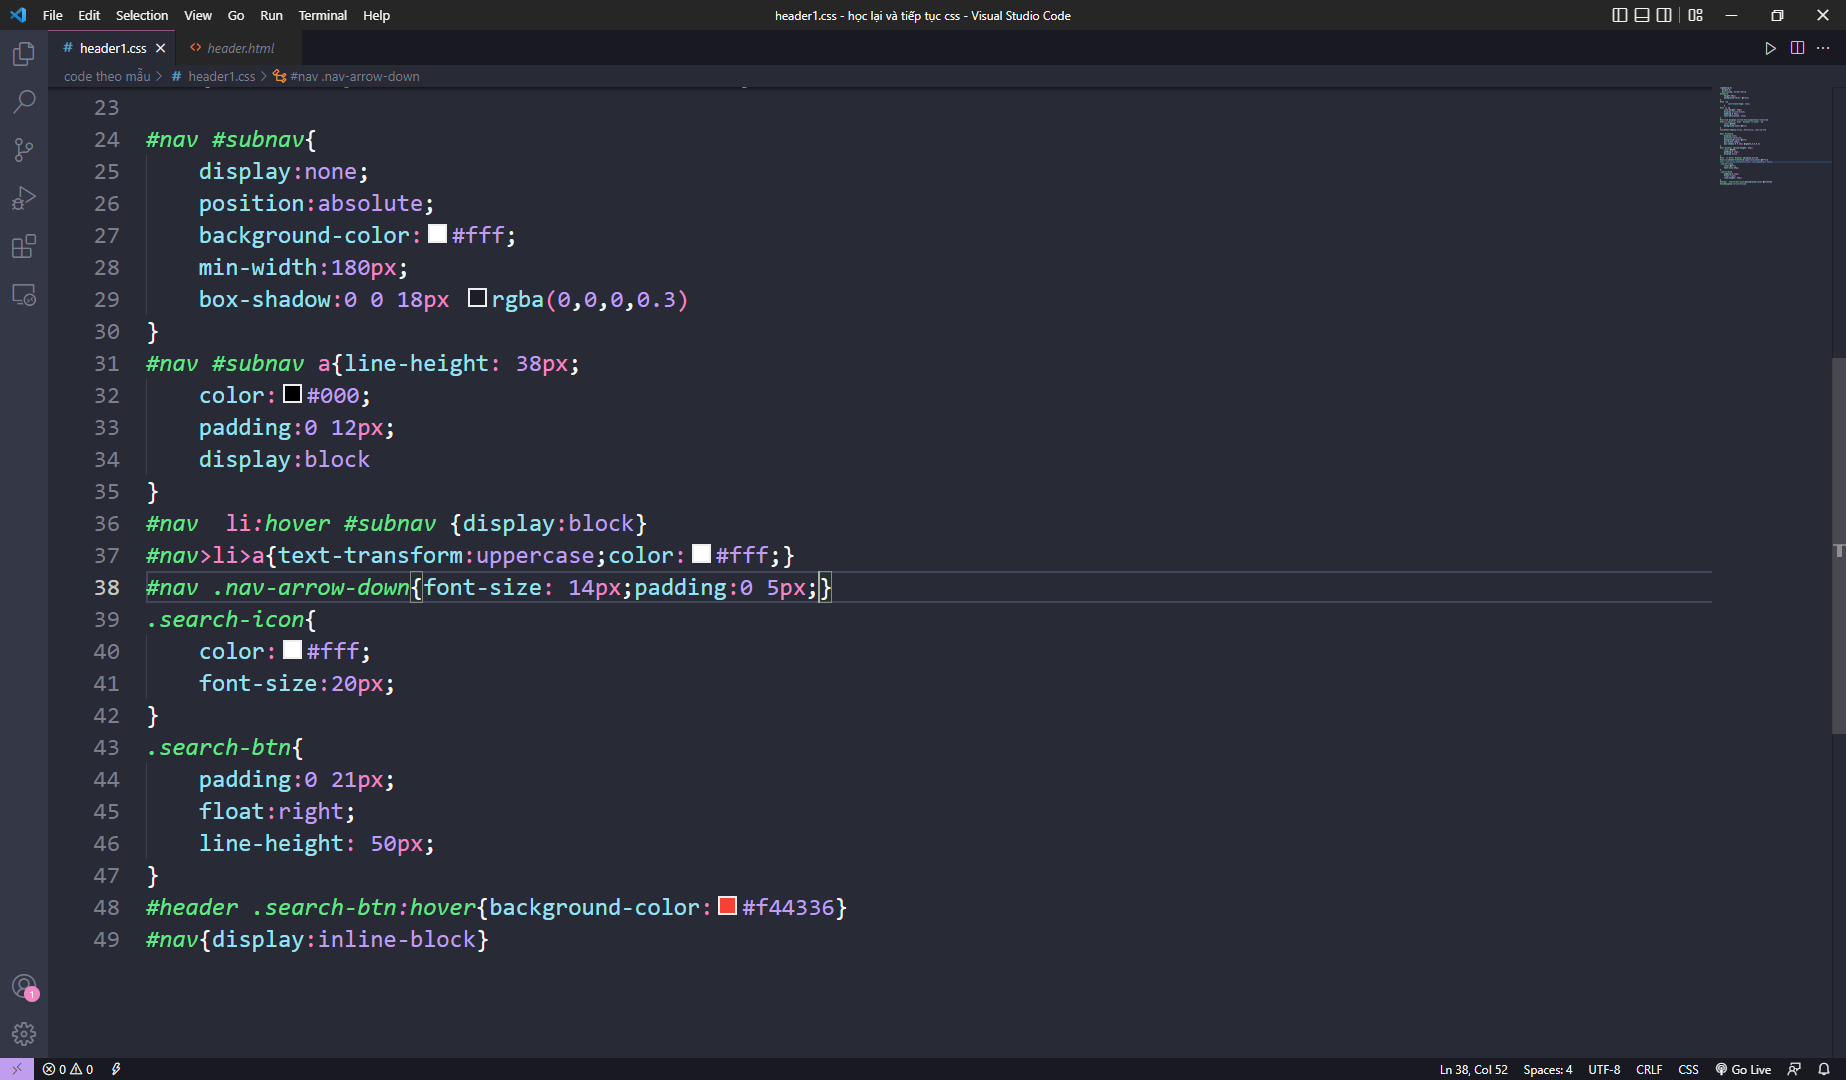 File Edit Selection View Go Run Terminal Help
header1.css - học lại và tiếp tục css - Visual Studio Code
# header1.css
<> header.html
code theo mẫu > # header1.css > #nav .nav-arrow-down
23
24 #nav #subnav{
25     display:none;
26     position:absolute;
27     background-color:#fff;
28     min-width:180px;
29     box-shadow:0 0 18px rgba(0,0,0,0.3)
30 }
31 #nav #subnav a{line-height: 38px;
32     color:#000;
33     padding:0 12px;
34     display:block
35 }
36 #nav  li:hover #subnav {display:block}
37 #nav>li>a{text-transform:uppercase;color:#fff;}
38 #nav .nav-arrow-down{font-size: 14px;padding:0 5px;}
39 .search-icon{
40     color:#fff;
41     font-size:20px;
42 }
43 .search-btn{
44     padding:0 21px;
45     float:right;
46     line-height: 50px;
47 }
48 #header .search-btn:hover{background-color:#f44336}
49 #nav{display:inline-block}
1
0 0
Ln 38, Col 52 Spaces: 4 UTF-8 CRLF CSS Go Live